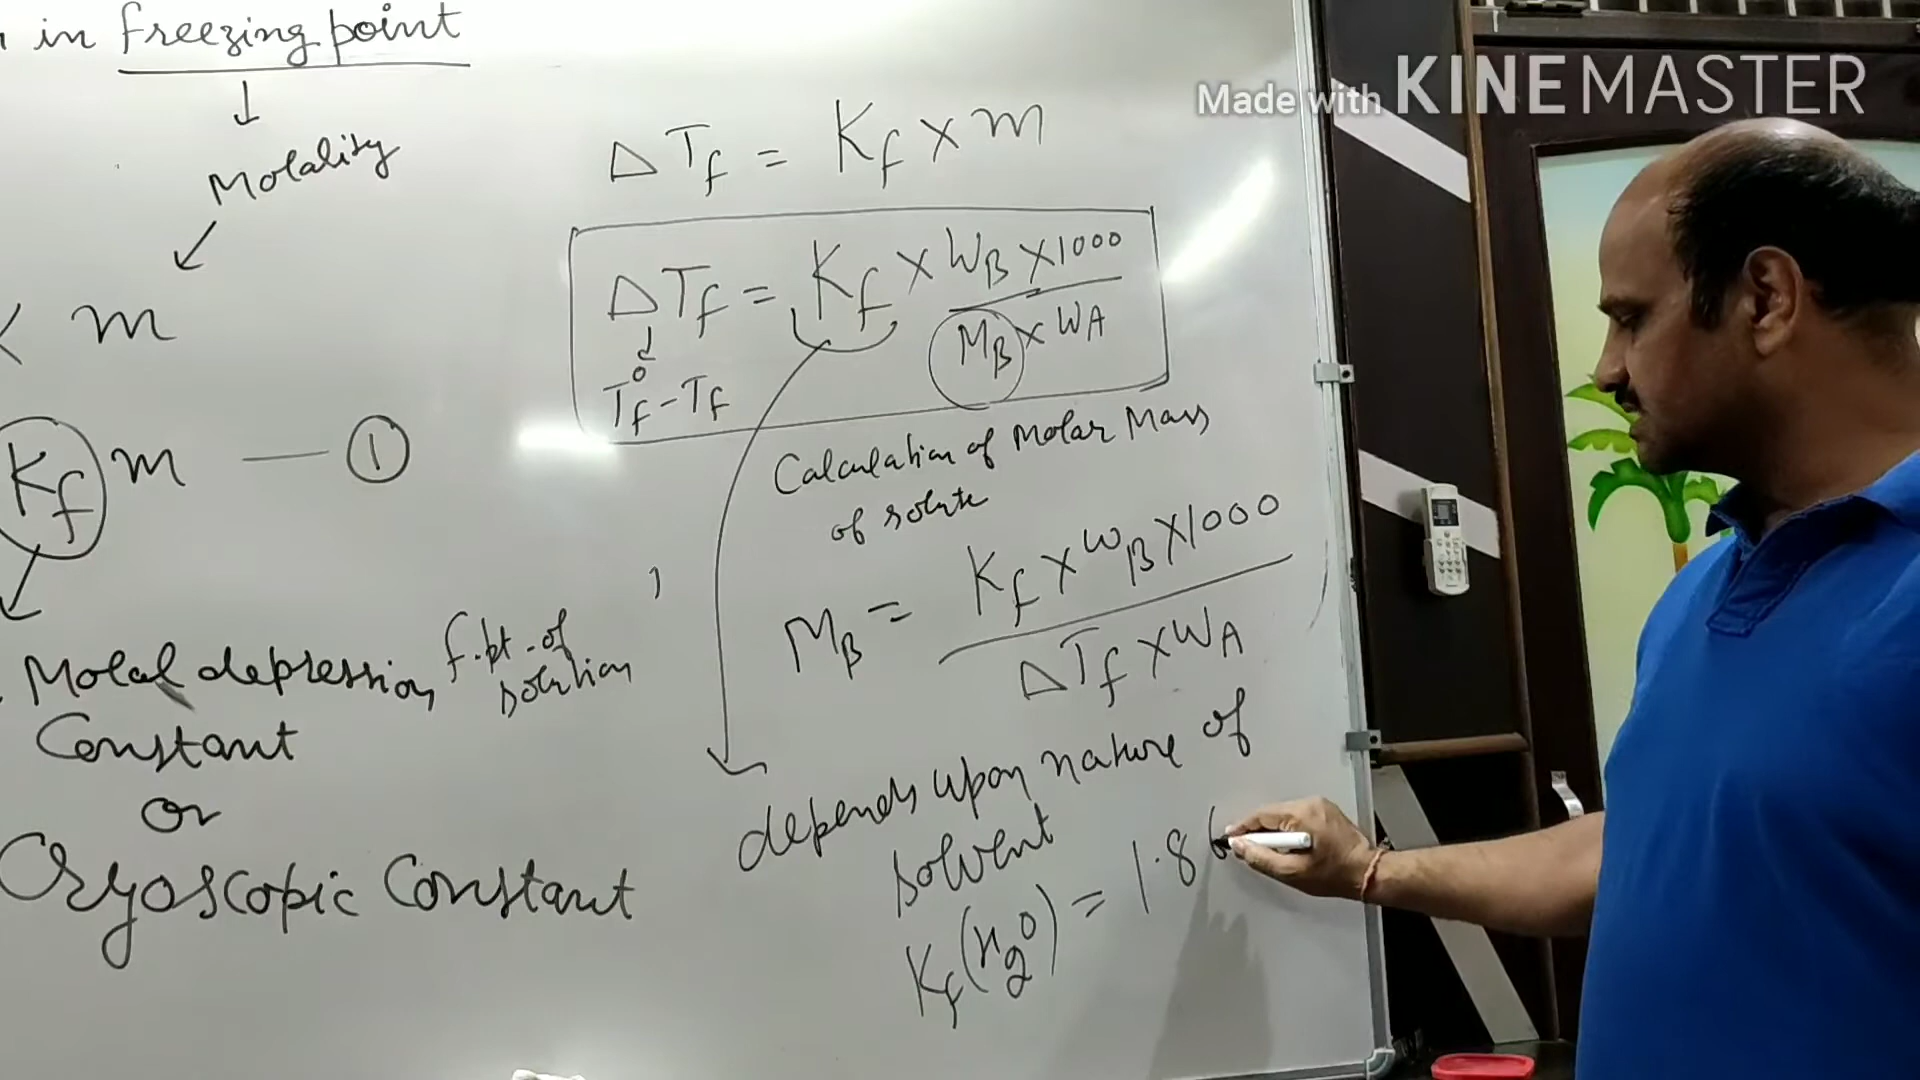 in freezing point
↓
Molality
↙
m
Kf m — ①
Molal depression, f.pt. of solution
Constant
or
Cryoscopic Constant
Made with KINEMASTER
ΔTf = Kf × m
ΔTf = Kf × WB × 1000
MB × WA
Tf° - Tf
Calculation of Molar Mass
of solute
MB = Kf × WB × 1000
ΔTf × WA
depends upon nature of
solvent
Kf (H2O) = 1.86